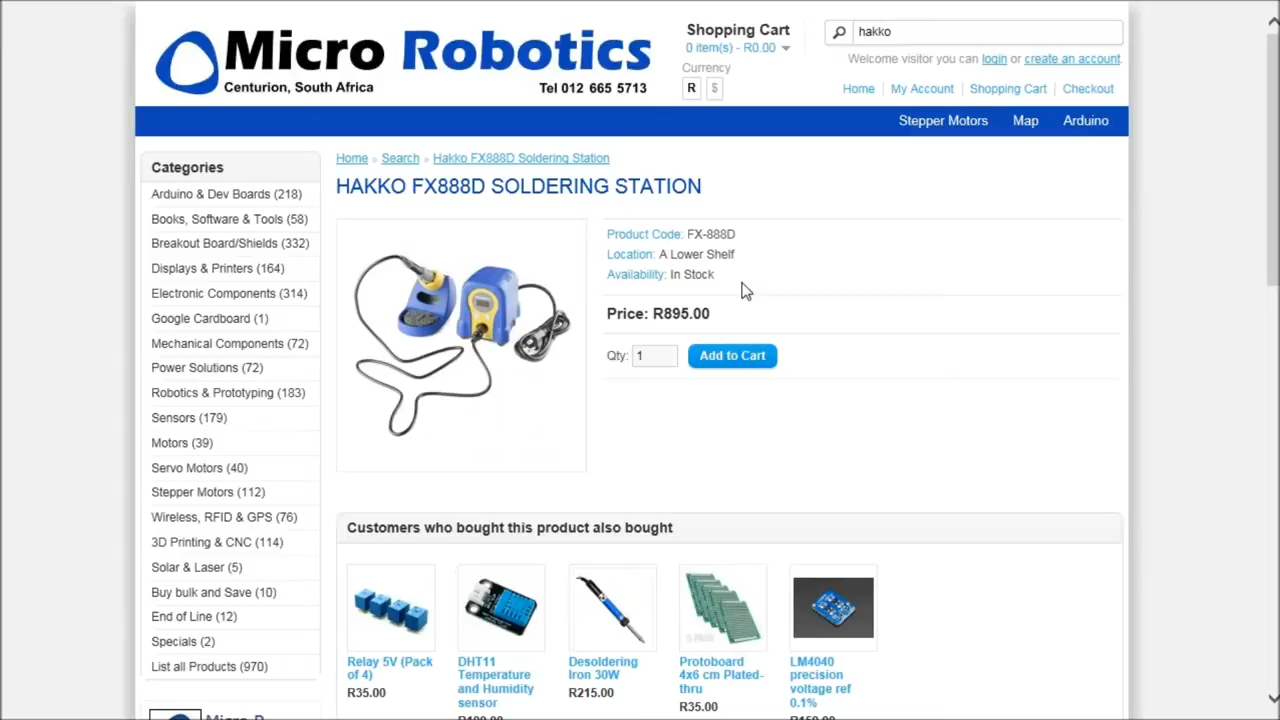 Micro Robotics
Centurion, South Africa
Tel 012 665 5713
Shopping Cart
0 item(s) - R0.00
Currency
R $
hakko
Welcome visitor you can login or create an account.
Home My Account Shopping Cart Checkout
Stepper Motors Map Arduino
Categories
Arduino & Dev Boards (218)
Books, Software & Tools (58)
Breakout Board/Shields (332)
Displays & Printers (164)
Electronic Components (314)
Google Cardboard (1)
Mechanical Components (72)
Power Solutions (72)
Robotics & Prototyping (183)
Sensors (179)
Motors (39)
Servo Motors (40)
Stepper Motors (112)
Wireless, RFID & GPS (76)
3D Printing & CNC (114)
Solar & Laser (5)
Buy bulk and Save (10)
End of Line (12)
Specials (2)
List all Products (970)
Home » Search » Hakko FX888D Soldering Station
HAKKO FX888D SOLDERING STATION
Product Code: FX-888D
Location: A Lower Shelf
Availability: In Stock
Price: R895.00
Qty: 1 Add to Cart
Customers who bought this product also bought
Relay 5V (Pack
of 4)
R35.00
DHT11
Temperature
and Humidity
sensor
Desoldering
Iron 30W
R215.00
Protoboard
4x6 cm Plated-
thru
R35.00
LM4040
precision
voltage ref
0.1%